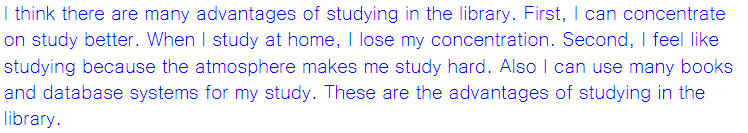 I think there are many advantages of studying in the library. First, I can concentrate
on study better. When I study at home, I lose my concentration. Second, I feel like
studying because the atmosphere makes me study hard. Also I can use many books
and database systems for my study. These are the advantages of studying in the
library.